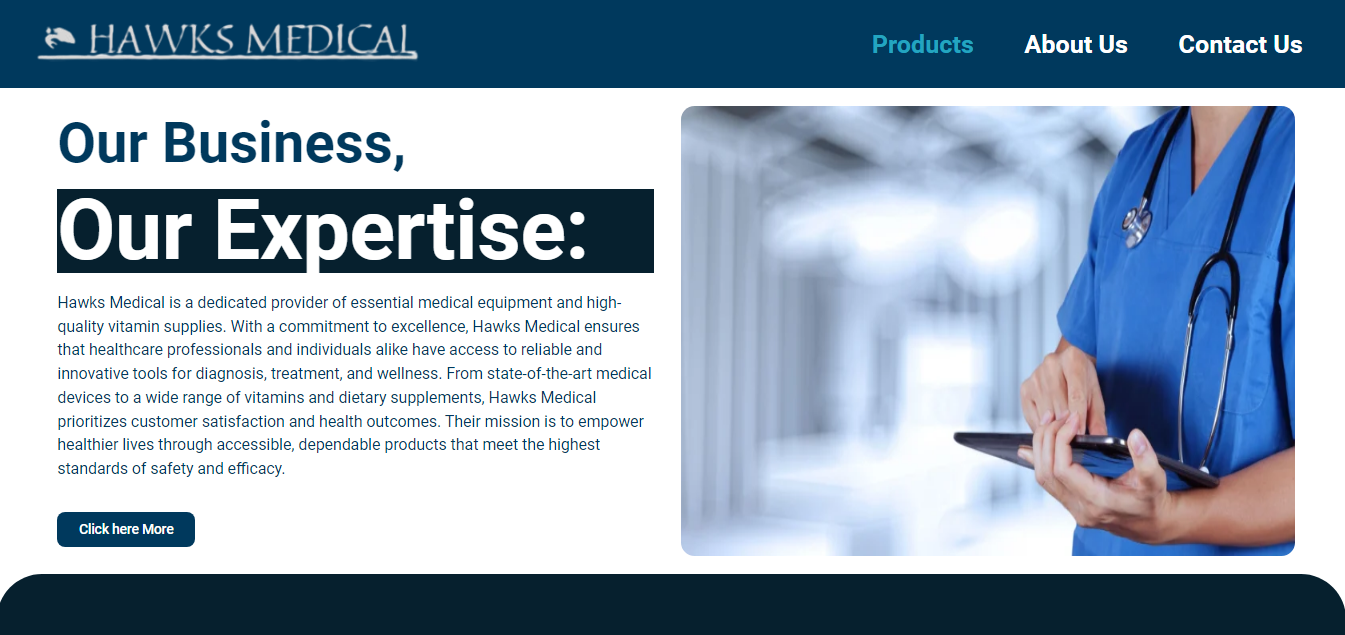 HAWKS MEDICAL
Products
About Us
Contact Us
Our Business,
Our Expertise:
Hawks Medical is a dedicated provider of essential medical equipment and high-
quality vitamin supplies. With a commitment to excellence, Hawks Medical ensures
that healthcare professionals and individuals alike have access to reliable and
innovative tools for diagnosis, treatment, and wellness. From state-of-the-art medical
devices to a wide range of vitamins and dietary supplements, Hawks Medical
prioritizes customer satisfaction and health outcomes. Their mission is to empower
healthier lives through accessible, dependable products that meet the highest
standards of safety and efficacy.
Click here More